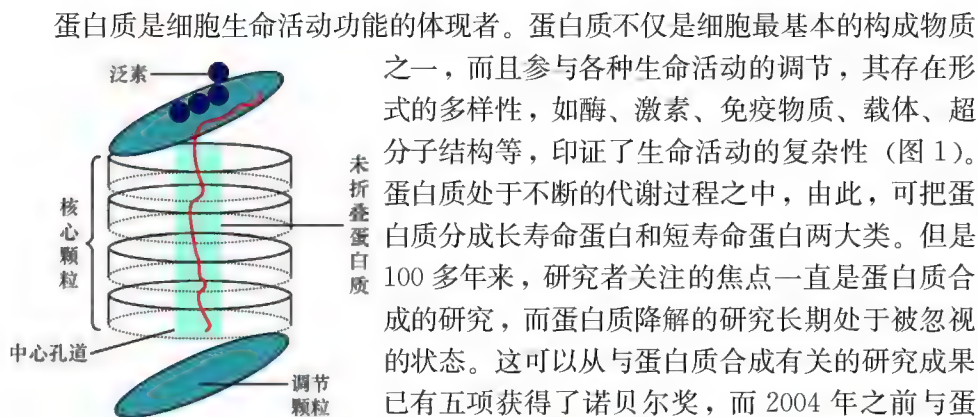 蛋白质是细胞生命活动功能的体现者。蛋白质不仅是细胞最基本的构成物质
之一，而且参与各种生命活动的调节，其存在形
式的多样性，如酶、激素、免疫物质、载体、超
分子结构等，印证了生命活动的复杂性（图1）。
蛋白质处于不断的代谢过程之中，由此，可把蛋
白质分成长寿命蛋白和短寿命蛋白两大类。但是
100多年来，研究者关注的焦点一直是蛋白质合
成的研究，而蛋白质降解的研究长期处于被忽视
的状态。这可以从与蛋白质合成有关的研究成果
已有五项获得了诺贝尔奖，而2004年之前与蛋
泛素
核心颗粒
未折叠蛋白质
中心孔道
调节
颗粒